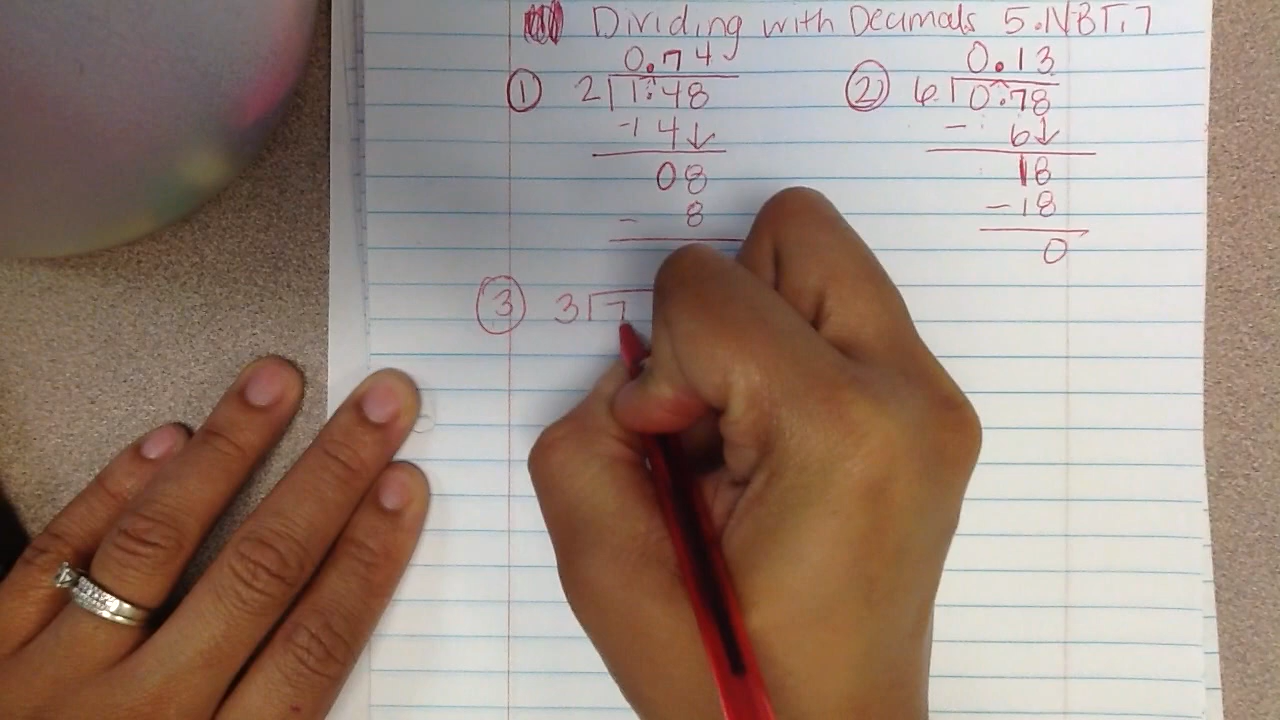 Dividing with Decimals 5.NBT.7
0.74 0.13
① 2 1.48 ② 6 0.78
-14↓ - 6↓
08 18
- 8 -18
0
③ 3 7